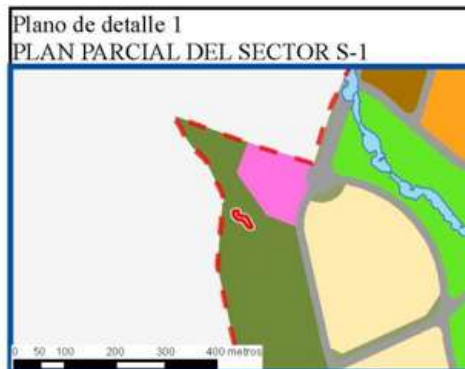 Plano de detalle 1
PLAN PARCIAL DEL SECTOR S-1
0 50 100 200 300 400 metros